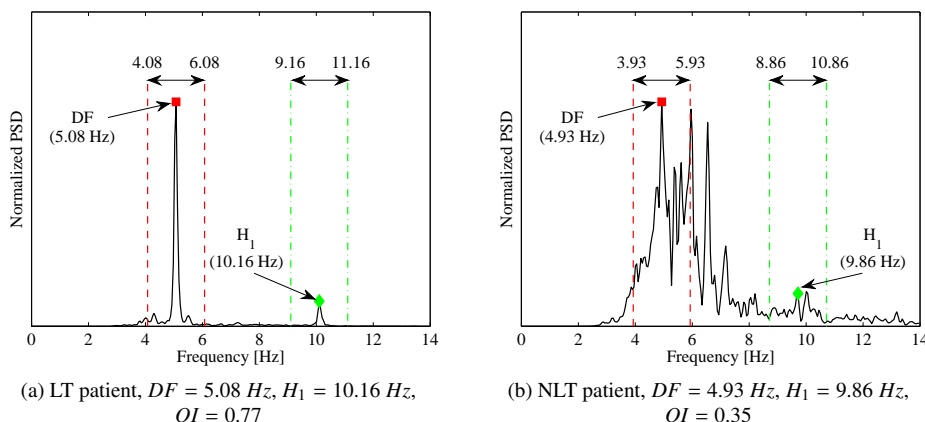 4.08 6.08 9.16 11.16
DF
(5.08 Hz)
H1
(10.16 Hz)
Normalized PSD
0 2 4 6 8 10 12 14
Frequency [Hz]
(a) LT patient, DF = 5.08 Hz, H1 = 10.16 Hz,
OI = 0.77
3.93 5.93 8.86 10.86
DF
(4.93 Hz)
H1
(9.86 Hz)
Normalized PSD
0 2 4 6 8 10 12 14
Frequency [Hz]
(b) NLT patient, DF = 4.93 Hz, H1 = 9.86 Hz,
OI = 0.35